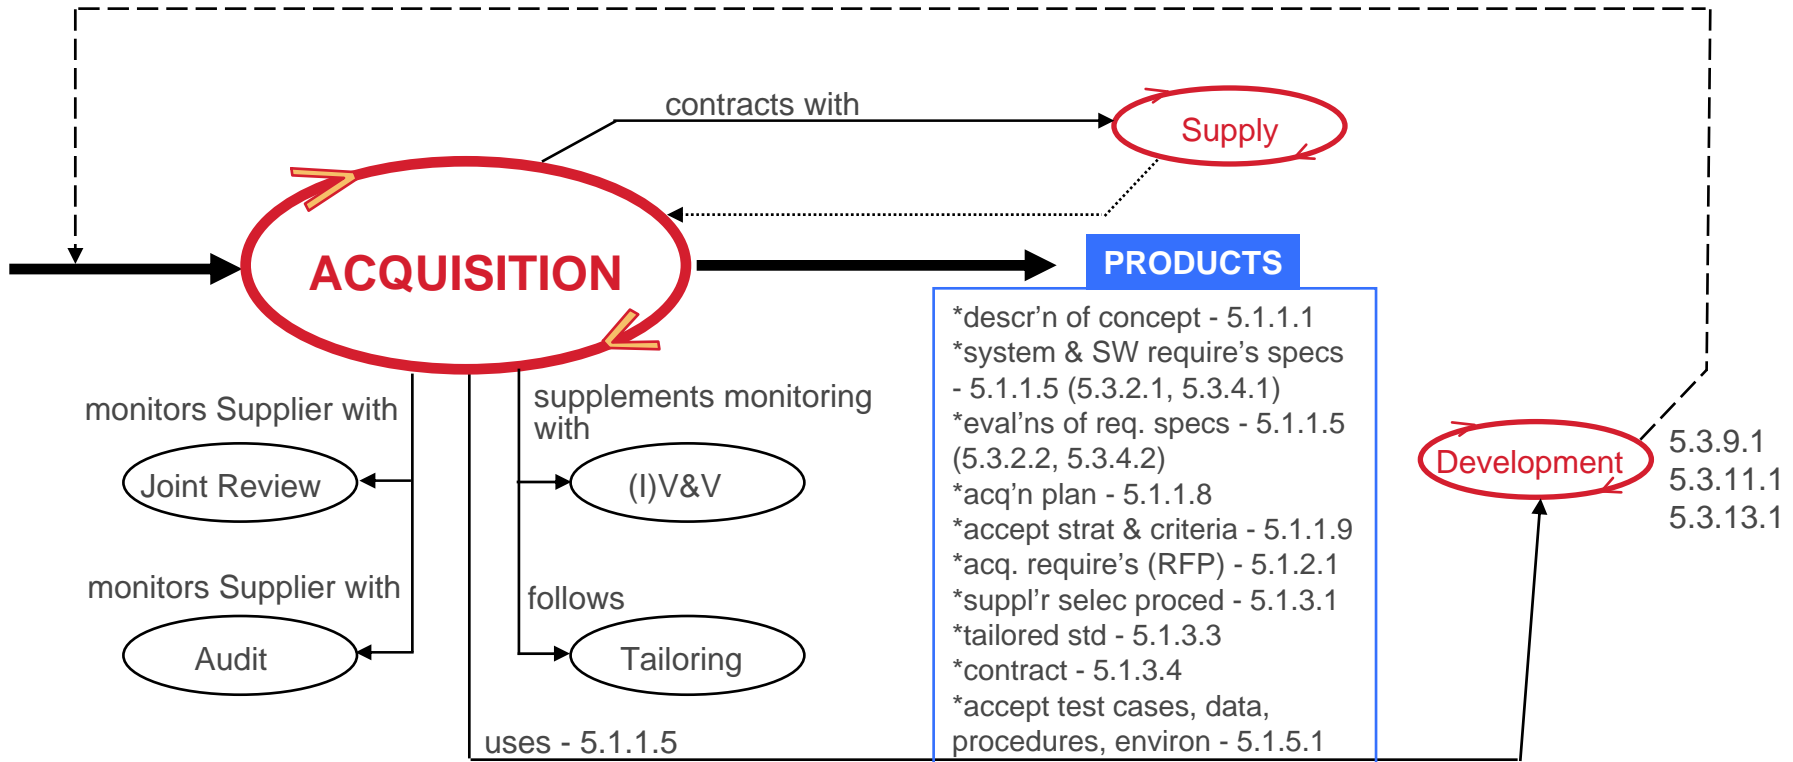 contracts with
Supply
ACQUISITION
PRODUCTS
*descr’n of concept - 5.1.1.1
*system & SW require’s specs
- 5.1.1.5 (5.3.2.1, 5.3.4.1)
*eval’ns of req. specs - 5.1.1.5
(5.3.2.2, 5.3.4.2)
*acq’n plan - 5.1.1.8
*accept strat & criteria - 5.1.1.9
*acq. require’s (RFP) - 5.1.2.1
*suppl’r selec proced - 5.1.3.1
*tailored std - 5.1.3.3
*contract - 5.1.3.4
*accept test cases, data,
procedures, environ - 5.1.5.1
monitors Supplier with
Joint Review
monitors Supplier with
Audit
supplements monitoring
with
(I)V&V
follows
Tailoring
uses - 5.1.1.5
Development
5.3.9.1
5.3.11.1
5.3.13.1